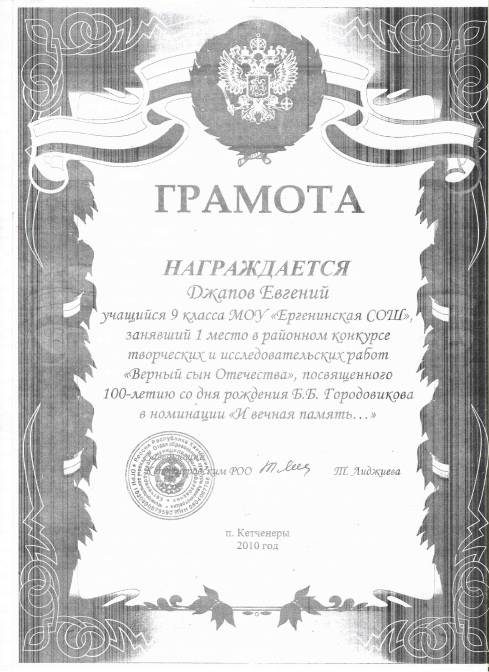 ГРАМОТА
НАГРАЖДАЕТСЯ
Джапов Евгений
учащийся 9 класса МОУ «Ергенинская СОШ»,
занявший 1 место в районном конкурсе
творческих и исследовательских работ
«Верный сын Отечества», посвященного
100-летию со дня рождения Б.Б. Городовикова
в номинации «И вечная память…»
РОО Т. Лиджиева
п. Кетченеры
2010 год